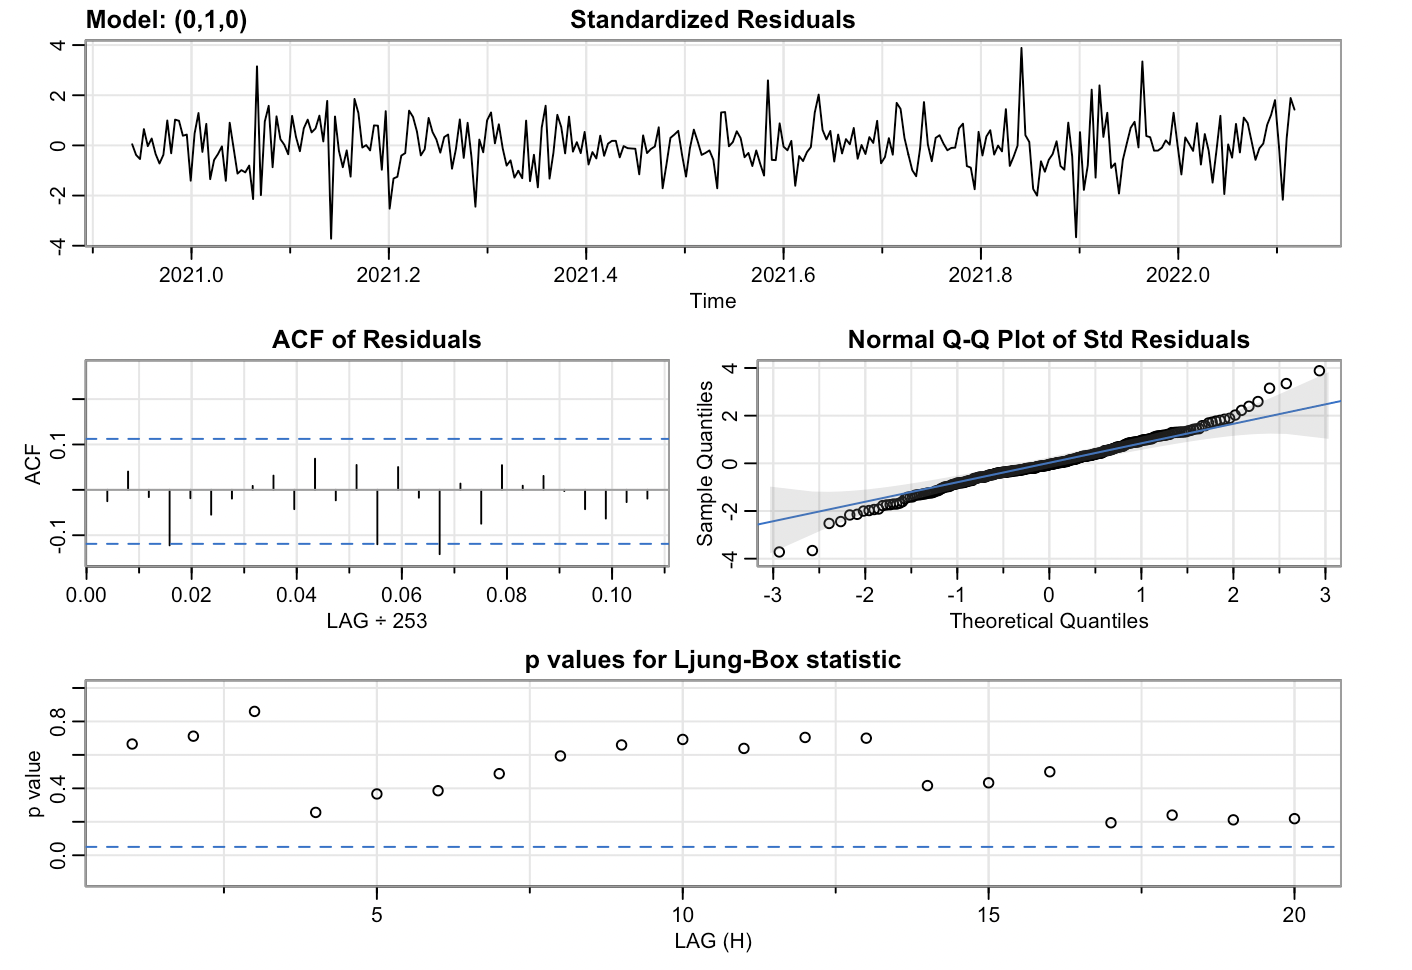 Model: (0,1,0) Standardized Residuals
4
2
0
-2
-4
2021.0 2021.2 2021.4 2021.6 2021.8 2022.0
Time
ACF of Residuals
ACF
0.1
-0.1
0.00 0.02 0.04 0.06 0.08 0.10
LAG ÷ 253
Normal Q-Q Plot of Std Residuals
Sample Quantiles
4
2
0
-2
-4
-3 -2 -1 0 1 2 3
Theoretical Quantiles
p values for Ljung-Box statistic
p value
0.8
0.4
0.0
5 10 15 20
LAG (H)